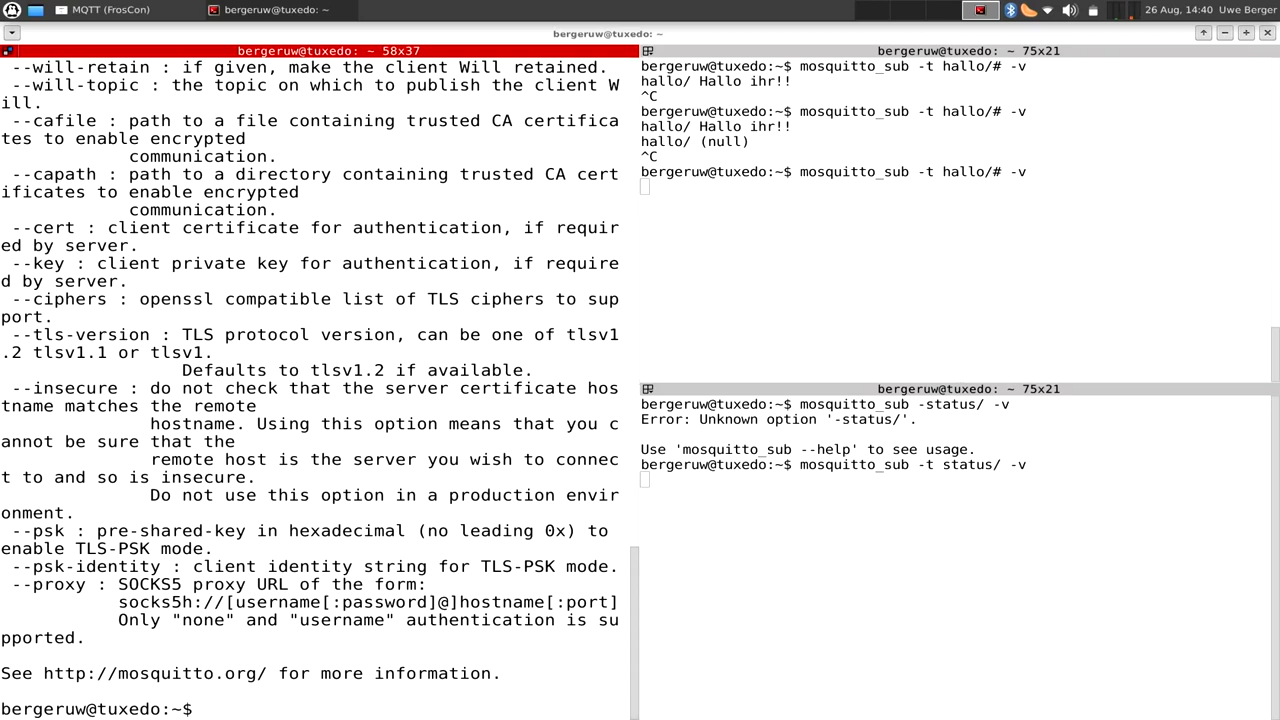 MQTT (FrosCon)
bergeruw@tuxedo: ~
26 Aug, 14:40 Uwe Berger
bergeruw@tuxedo: ~
bergeruw@tuxedo: ~ 58x37
--will-retain : if given, make the client Will retained.
--will-topic : the topic on which to publish the client W
ill.
--cafile : path to a file containing trusted CA certifica
tes to enable encrypted
communication.
--capath : path to a directory containing trusted CA cert
ificates to enable encrypted
communication.
--cert : client certificate for authentication, if requir
ed by server.
--key : client private key for authentication, if require
d by server.
--ciphers : openssl compatible list of TLS ciphers to sup
port.
--tls-version : TLS protocol version, can be one of tlsv1
.2 tlsv1.1 or tlsv1.
Defaults to tlsv1.2 if available.
--insecure : do not check that the server certificate hos
tname matches the remote
hostname. Using this option means that you c
annot be sure that the
remote host is the server you wish to connec
t to and so is insecure.
Do not use this option in a production envir
onment.
--psk : pre-shared-key in hexadecimal (no leading 0x) to
enable TLS-PSK mode.
--psk-identity : client identity string for TLS-PSK mode.
--proxy : SOCKS5 proxy URL of the form:
socks5h://[username[:password]@]hostname[:port]
Only "none" and "username" authentication is su
pported.
See http://mosquitto.org/ for more information.
bergeruw@tuxedo:~$
bergeruw@tuxedo: ~ 75x21
bergeruw@tuxedo:~$ mosquitto_sub -t hallo/# -v
hallo/ Hallo ihr!!
^C
bergeruw@tuxedo:~$ mosquitto_sub -t hallo/# -v
hallo/ Hallo ihr!!
hallo/ (null)
^C
bergeruw@tuxedo:~$ mosquitto_sub -t hallo/# -v
bergeruw@tuxedo: ~ 75x21
bergeruw@tuxedo:~$ mosquitto_sub -status/ -v
Error: Unknown option '-status/'.
Use 'mosquitto_sub --help' to see usage.
bergeruw@tuxedo:~$ mosquitto_sub -t status/ -v